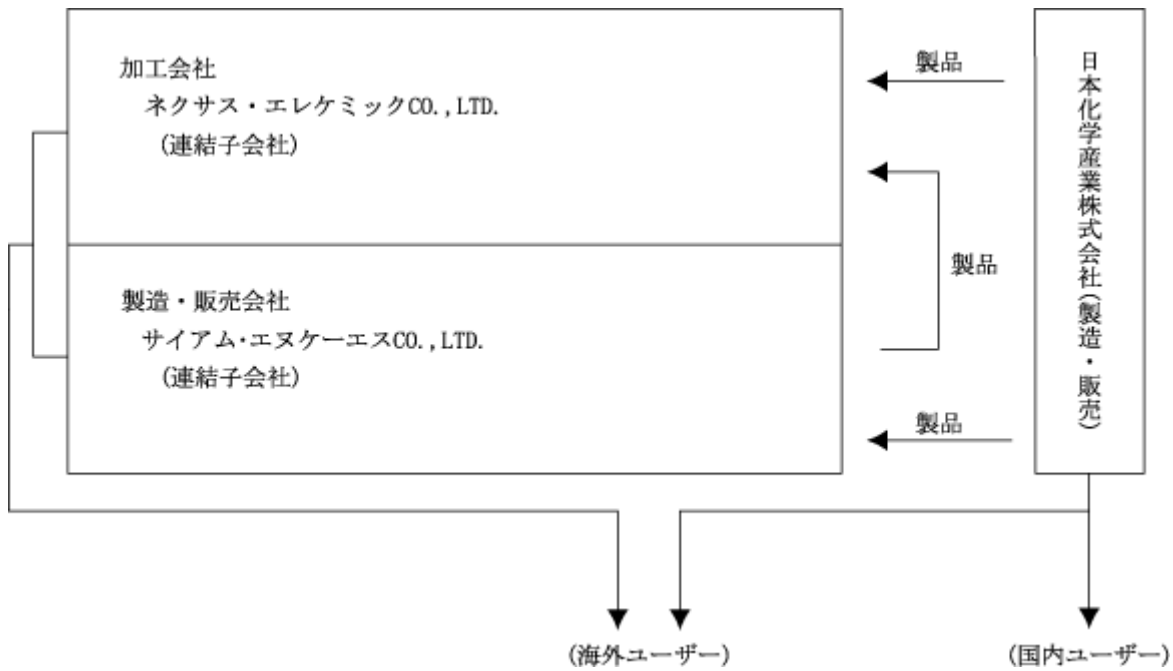 加工会社
ネクサス・エレケミックCO.,LTD.
(連結子会社)
製造・販売会社
サイアム・エヌケーエスCO.,LTD.
(連結子会社)
製品
製品
製品
日本化学産業株式会社(製造・販売)
(海外ユーザー)
(国内ユーザー)